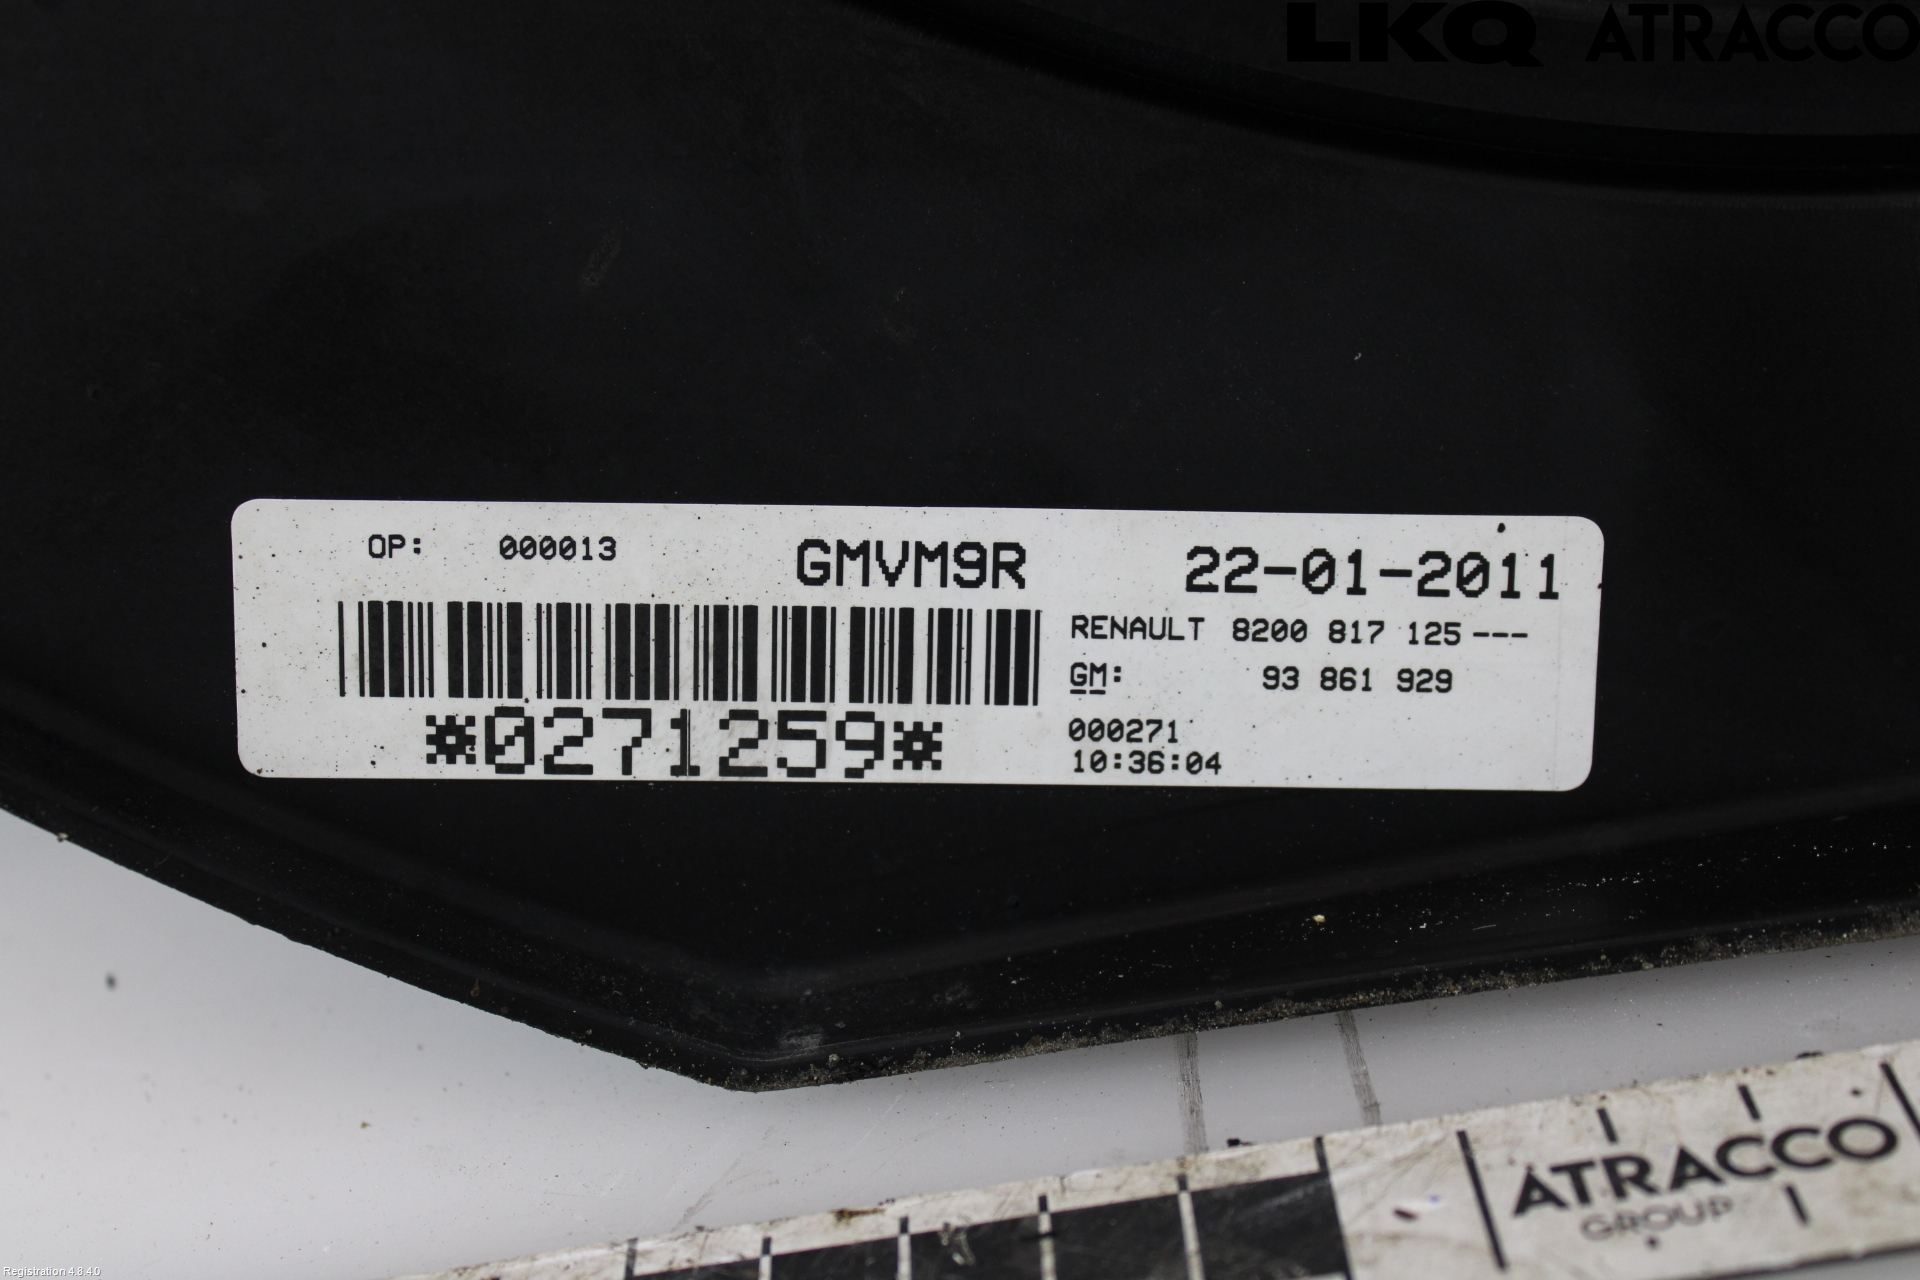 LKQ ATRACCO
OP: 000013 GMVM9R 22-01-2011
RENAULT 8200 817 125---
GM: 93 861 929
*0271259*
000271
10:36:04
ATRACCO
GROUP
Registration 4.8.4.0